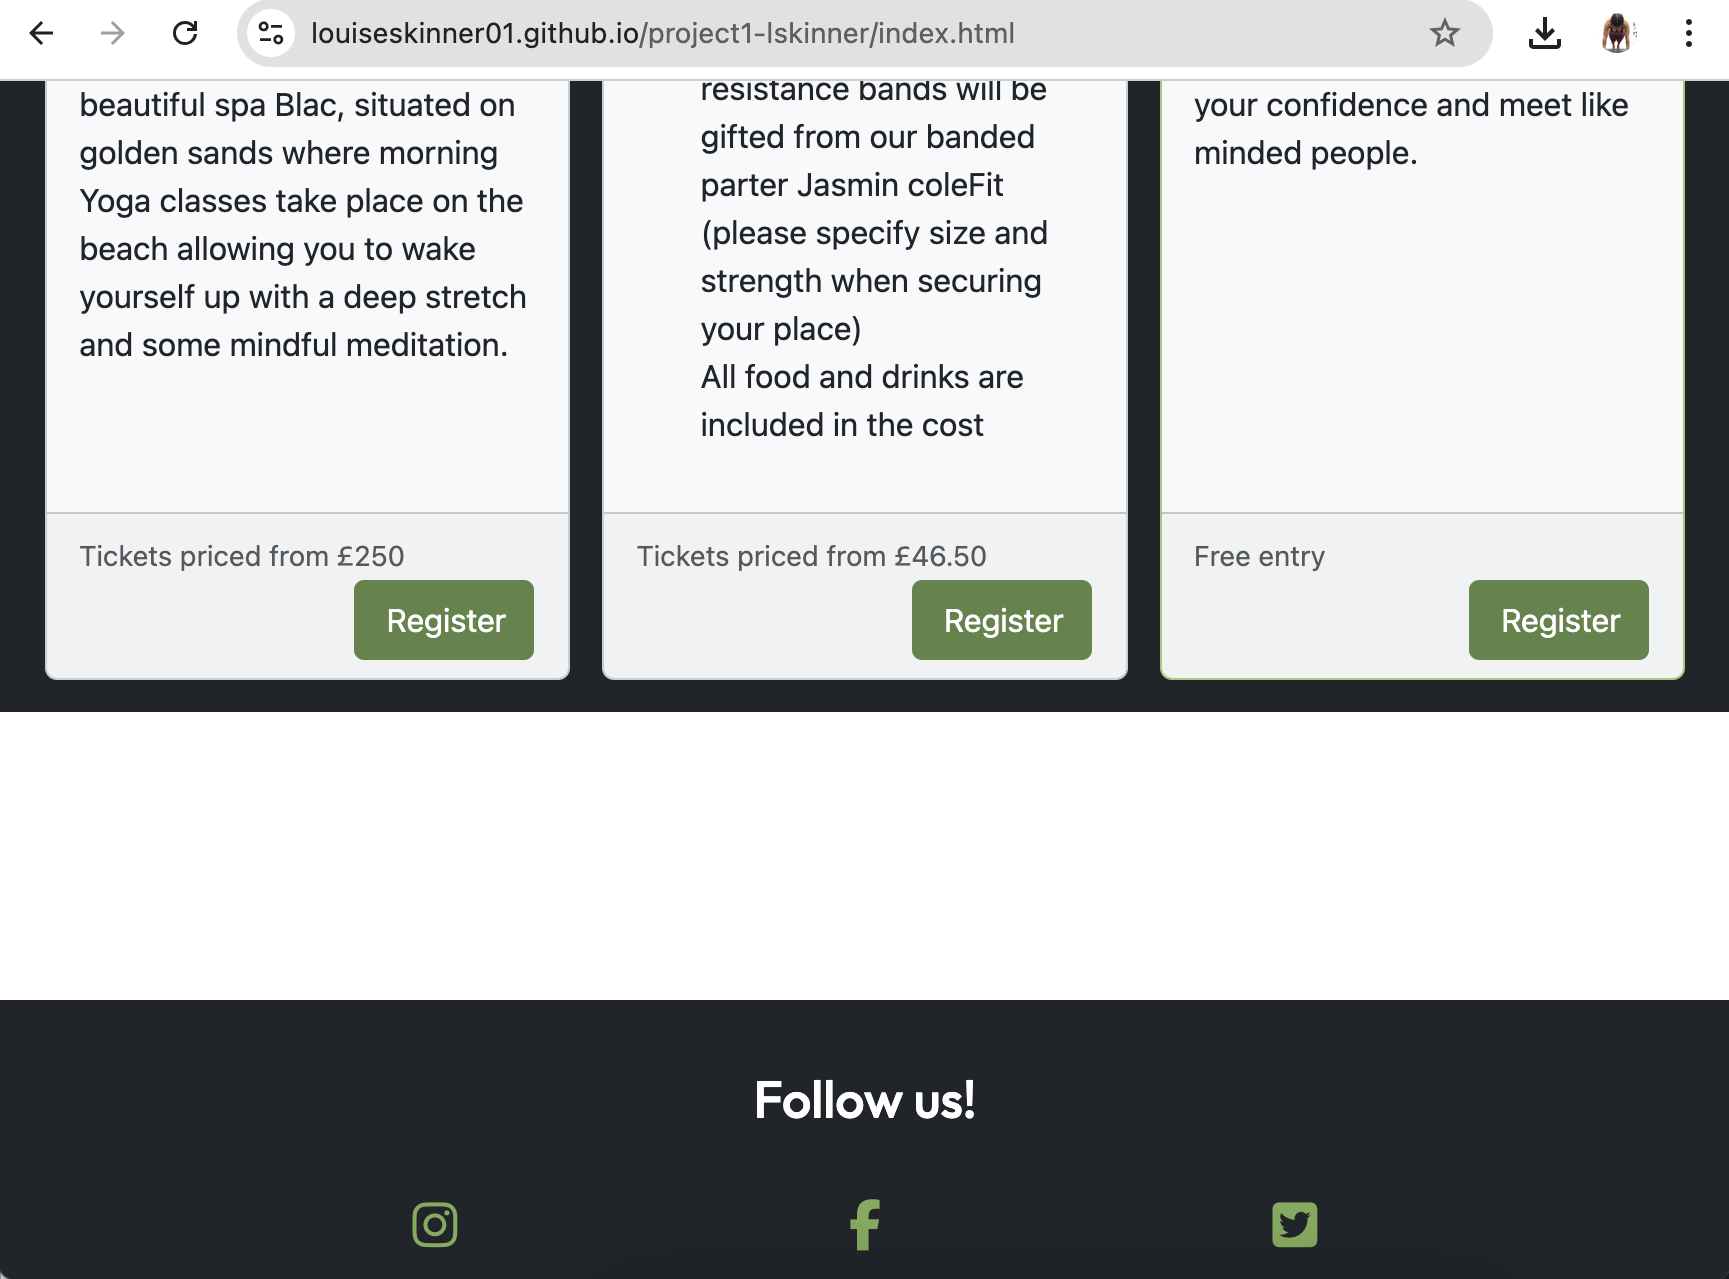 louiseskinner01.github.io/project1-lskinner/index.html
beautiful spa Blac, situated on
golden sands where morning
Yoga classes take place on the
beach allowing you to wake
yourself up with a deep stretch
and some mindful meditation.
Tickets priced from £250
Register
resistance bands will be
gifted from our banded
parter Jasmin coleFit
(please specify size and
strength when securing
your place)
All food and drinks are
included in the cost
Tickets priced from £46.50
Register
your confidence and meet like
minded people.
Free entry
Register
Follow us!